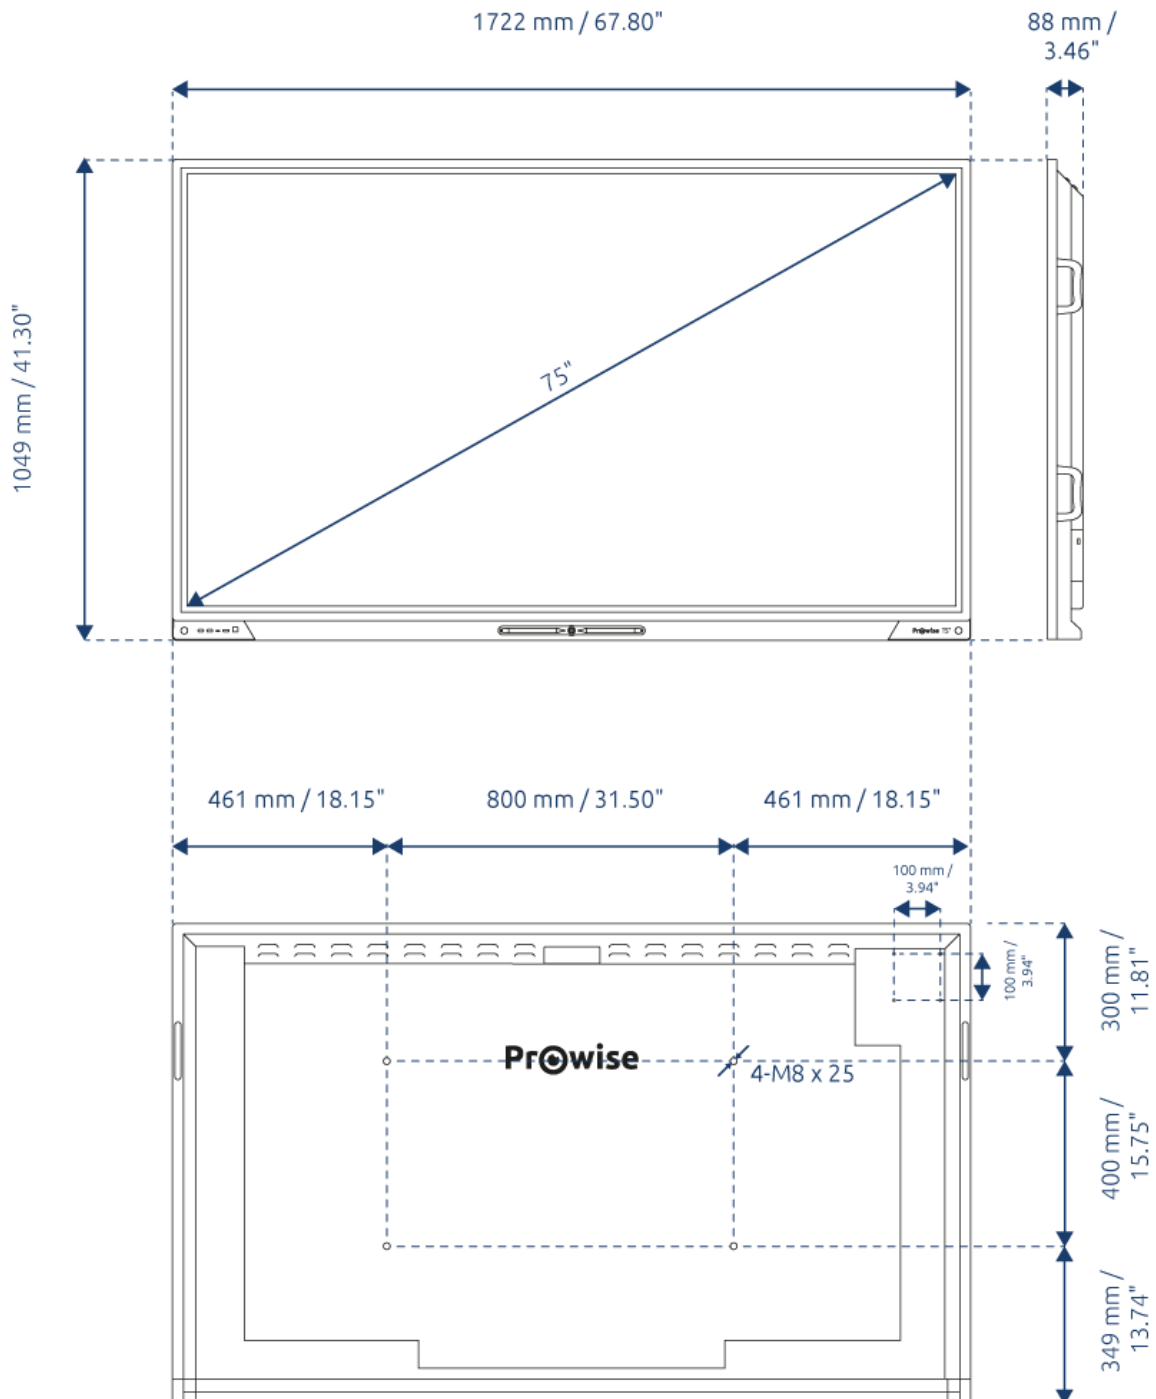 1722 mm / 67.80"
88 mm /
3.46"
1049 mm / 41.30"
75"
Prowise 75"
461 mm / 18.15"
800 mm / 31.50"
461 mm / 18.15"
100 mm /
3.94"
100 mm /
3.94"
300 mm /
11.81"
Prowise
4-M8 x 25
400 mm /
15.75"
349 mm /
13.74"